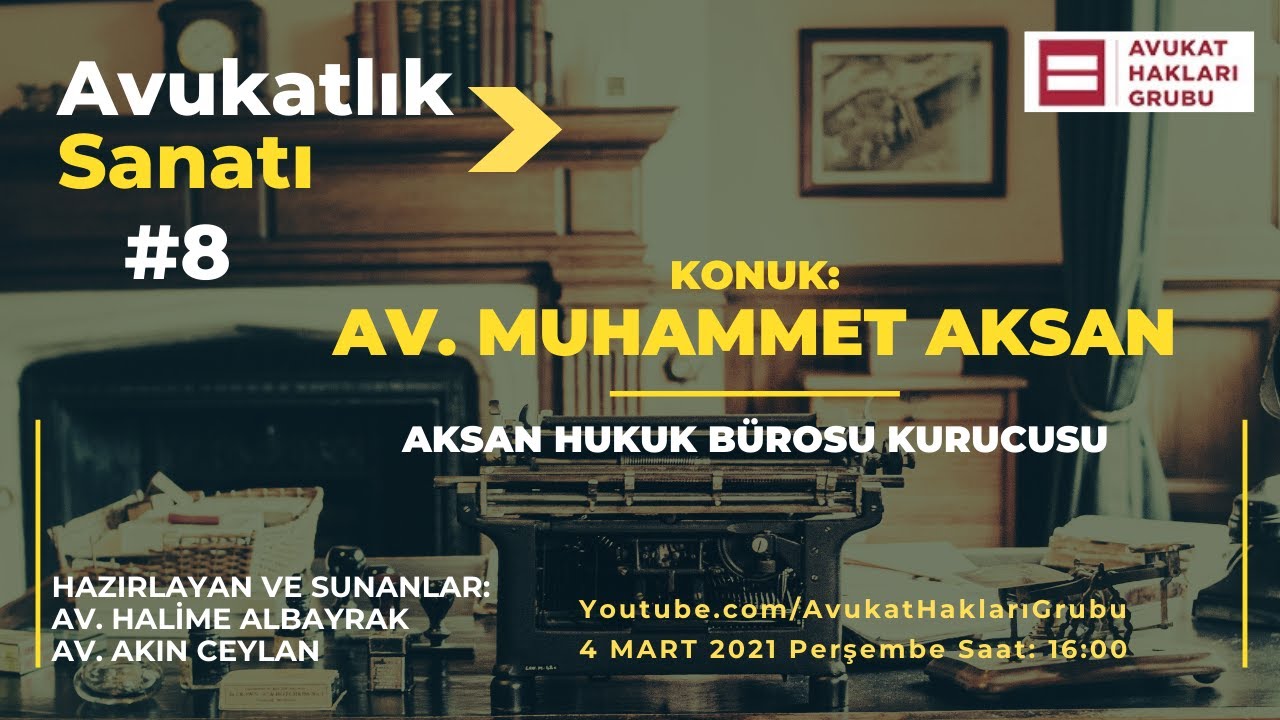 Avukatlık
Sanatı
#8
AVUKAT
HAKLARI
GRUBU
KONUK:
AV. MUHAMMET AKSAN
AKSAN HUKUK BÜROSU KURUCUSU
HAZIRLAYAN VE SUNANLAR:
AV. HALİME ALBAYRAK
AV. AKIN CEYLAN
Youtube.com/AvukatHaklarıGrubu
4 MART 2021 Perşembe Saat: 16:00